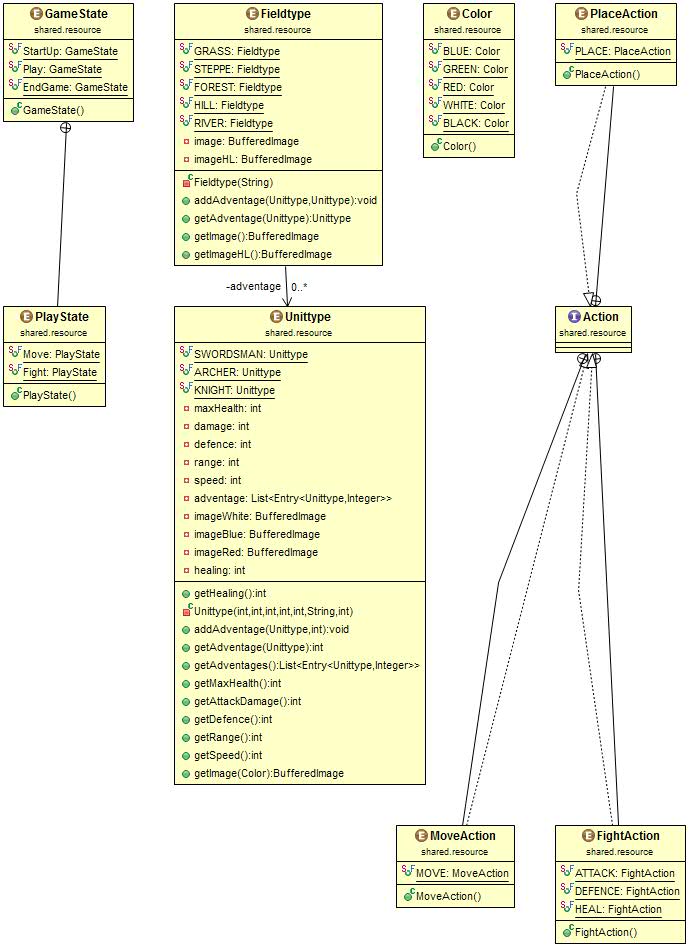 E GameState
shared.resource
StartUp: GameState
Play: GameState
EndGame: GameState
GameState()
E Fieldtype
shared.resource
GRASS: Fieldtype
STEPPE: Fieldtype
FOREST: Fieldtype
HILL: Fieldtype
RIVER: Fieldtype
image: BufferedImage
imageHL: BufferedImage
Fieldtype(String)
addAdventage(Unittype,Unittype):void
getAdventage(Unittype):Unittype
getImage():BufferedImage
getImageHL():BufferedImage
E Color
shared.resource
BLUE: Color
GREEN: Color
RED: Color
WHITE: Color
BLACK: Color
Color()
E PlaceAction
shared.resource
PLACE: PlaceAction
PlaceAction()
-adventage 0..*
E PlayState
shared.resource
Move: PlayState
Fight: PlayState
PlayState()
E Unittype
shared.resource
SWORDSMAN: Unittype
ARCHER: Unittype
KNIGHT: Unittype
maxHealth: int
damage: int
defence: int
range: int
speed: int
adventage: List<Entry<Unittype,Integer>>
imageWhite: BufferedImage
imageBlue: BufferedImage
imageRed: BufferedImage
healing: int
getHealing():int
Unittype(int,int,int,int,int,String,int)
addAdventage(Unittype,int):void
getAdventage(Unittype):int
getAdventages():List<Entry<Unittype,Integer>>
getMaxHealth():int
getAttackDamage():int
getDefence():int
getRange():int
getSpeed():int
getImage(Color):BufferedImage
I Action
shared.resource
E MoveAction
shared.resource
MOVE: MoveAction
MoveAction()
E FightAction
shared.resource
ATTACK: FightAction
DEFENCE: FightAction
HEAL: FightAction
FightAction()